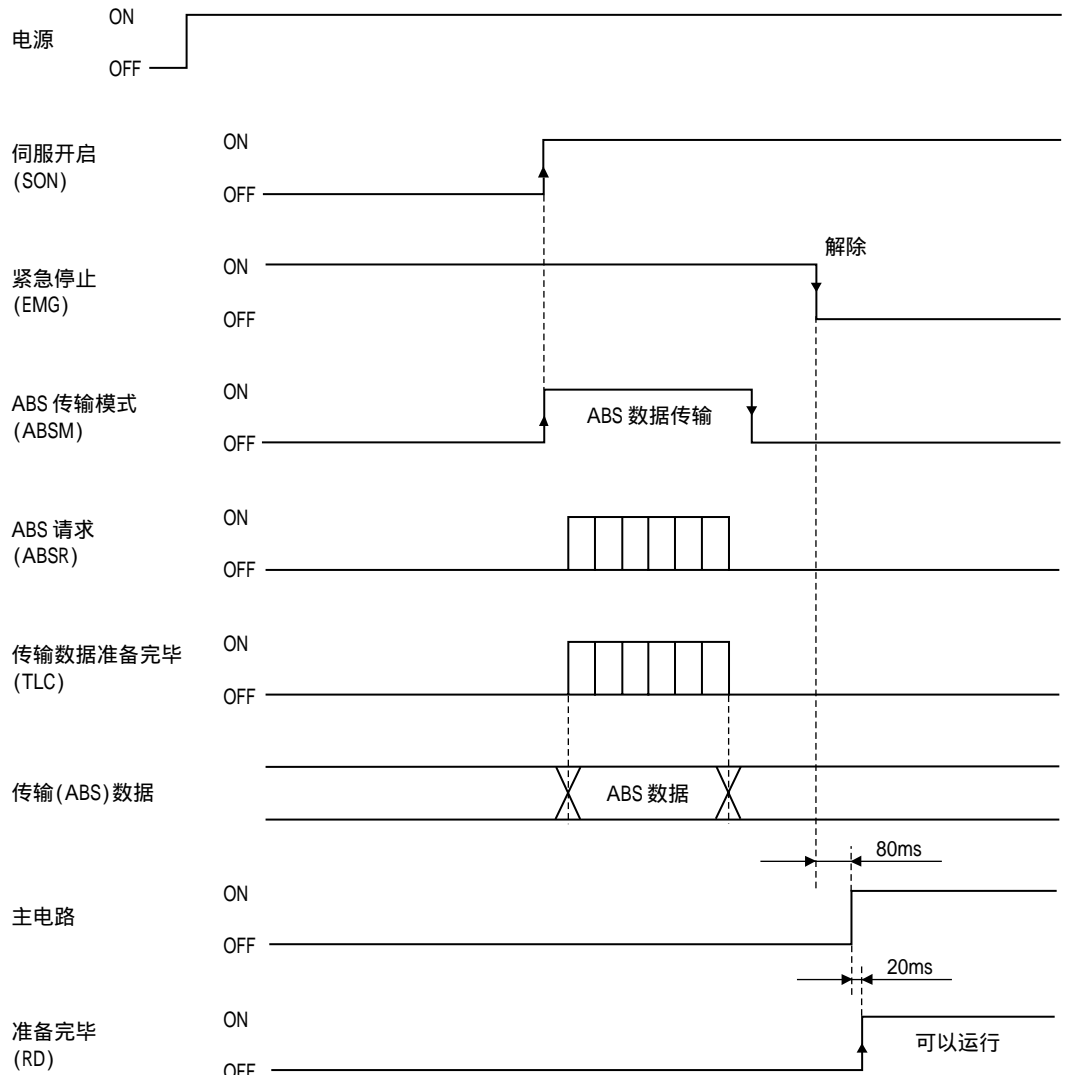 电源
ON
OFF
伺服开启
(SON)
ON
OFF
紧急停止
(EMG)
ON
OFF
解除
ABS 传输模式
(ABSM)
ON
OFF
ABS 数据传输
ABS 请求
(ABSR)
ON
OFF
传输数据准备完毕
(TLC)
ON
OFF
传输(ABS)数据
ABS 数据
80ms
主电路
ON
OFF
20ms
准备完毕
(RD)
ON
OFF
可以运行